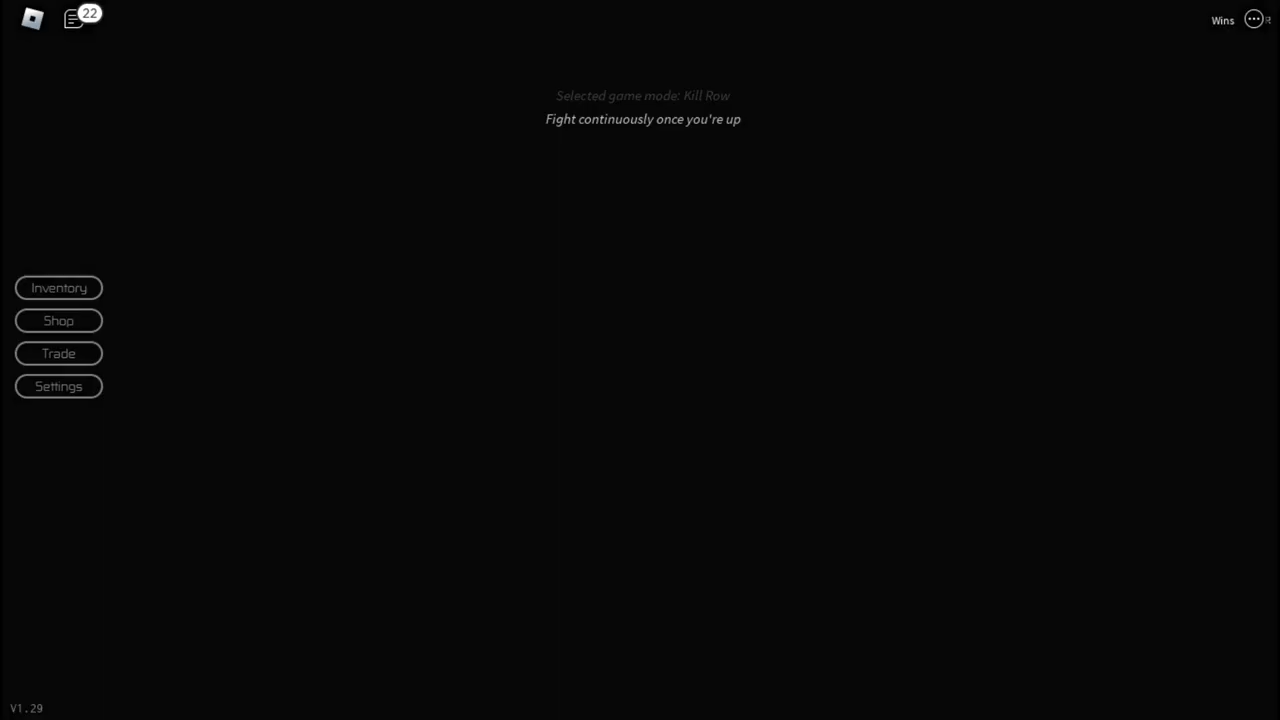 22
Wins
Selected game mode: Kill Row
Fight continuously once you're up
Inventory
Shop
Trade
Settings
V1.29